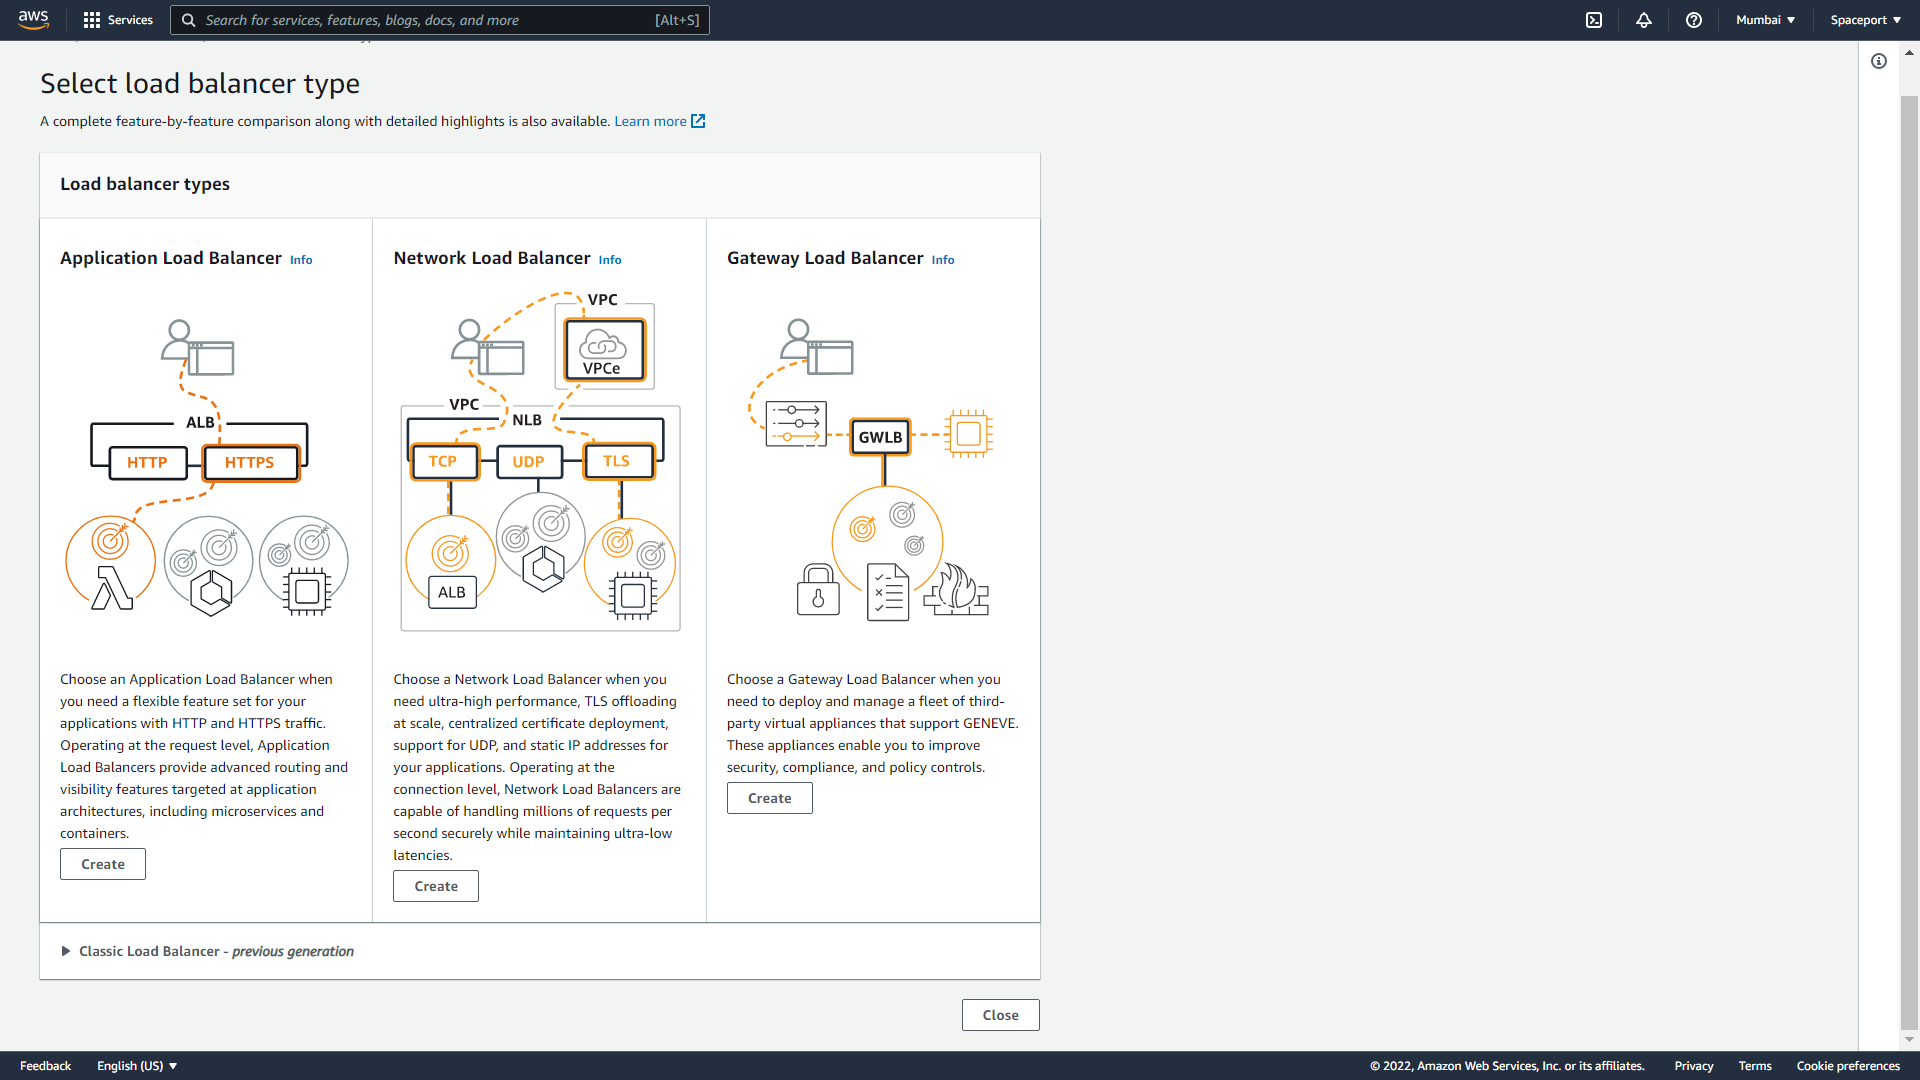 aws
Services
Search for services, features, blogs, docs, and more
[Alt+S]
Mumbai
Spaceport
Select load balancer type
A complete feature-by-feature comparison along with detailed highlights is also available. Learn more
Load balancer types
Application Load Balancer Info
ALB
HTTP
HTTPS
Choose an Application Load Balancer when
you need a flexible feature set for your
applications with HTTP and HTTPS traffic.
Operating at the request level, Application
Load Balancers provide advanced routing and
visibility features targeted at application
architectures, including microservices and
containers.
Create
Network Load Balancer Info
VPC
VPCe
VPC
NLB
TCP
UDP
TLS
ALB
Choose a Network Load Balancer when you
need ultra-high performance, TLS offloading
at scale, centralized certificate deployment,
support for UDP, and static IP addresses for
your applications. Operating at the
connection level, Network Load Balancers are
capable of handling millions of requests per
second securely while maintaining ultra-low
latencies.
Create
Gateway Load Balancer Info
GWLB
Choose a Gateway Load Balancer when you
need to deploy and manage a fleet of third-
party virtual appliances that support GENEVE.
These appliances enable you to improve
security, compliance, and policy controls.
Create
Classic Load Balancer - previous generation
Close
Feedback
English (US)
© 2022, Amazon Web Services, Inc. or its affiliates.
Privacy
Terms
Cookie preferences